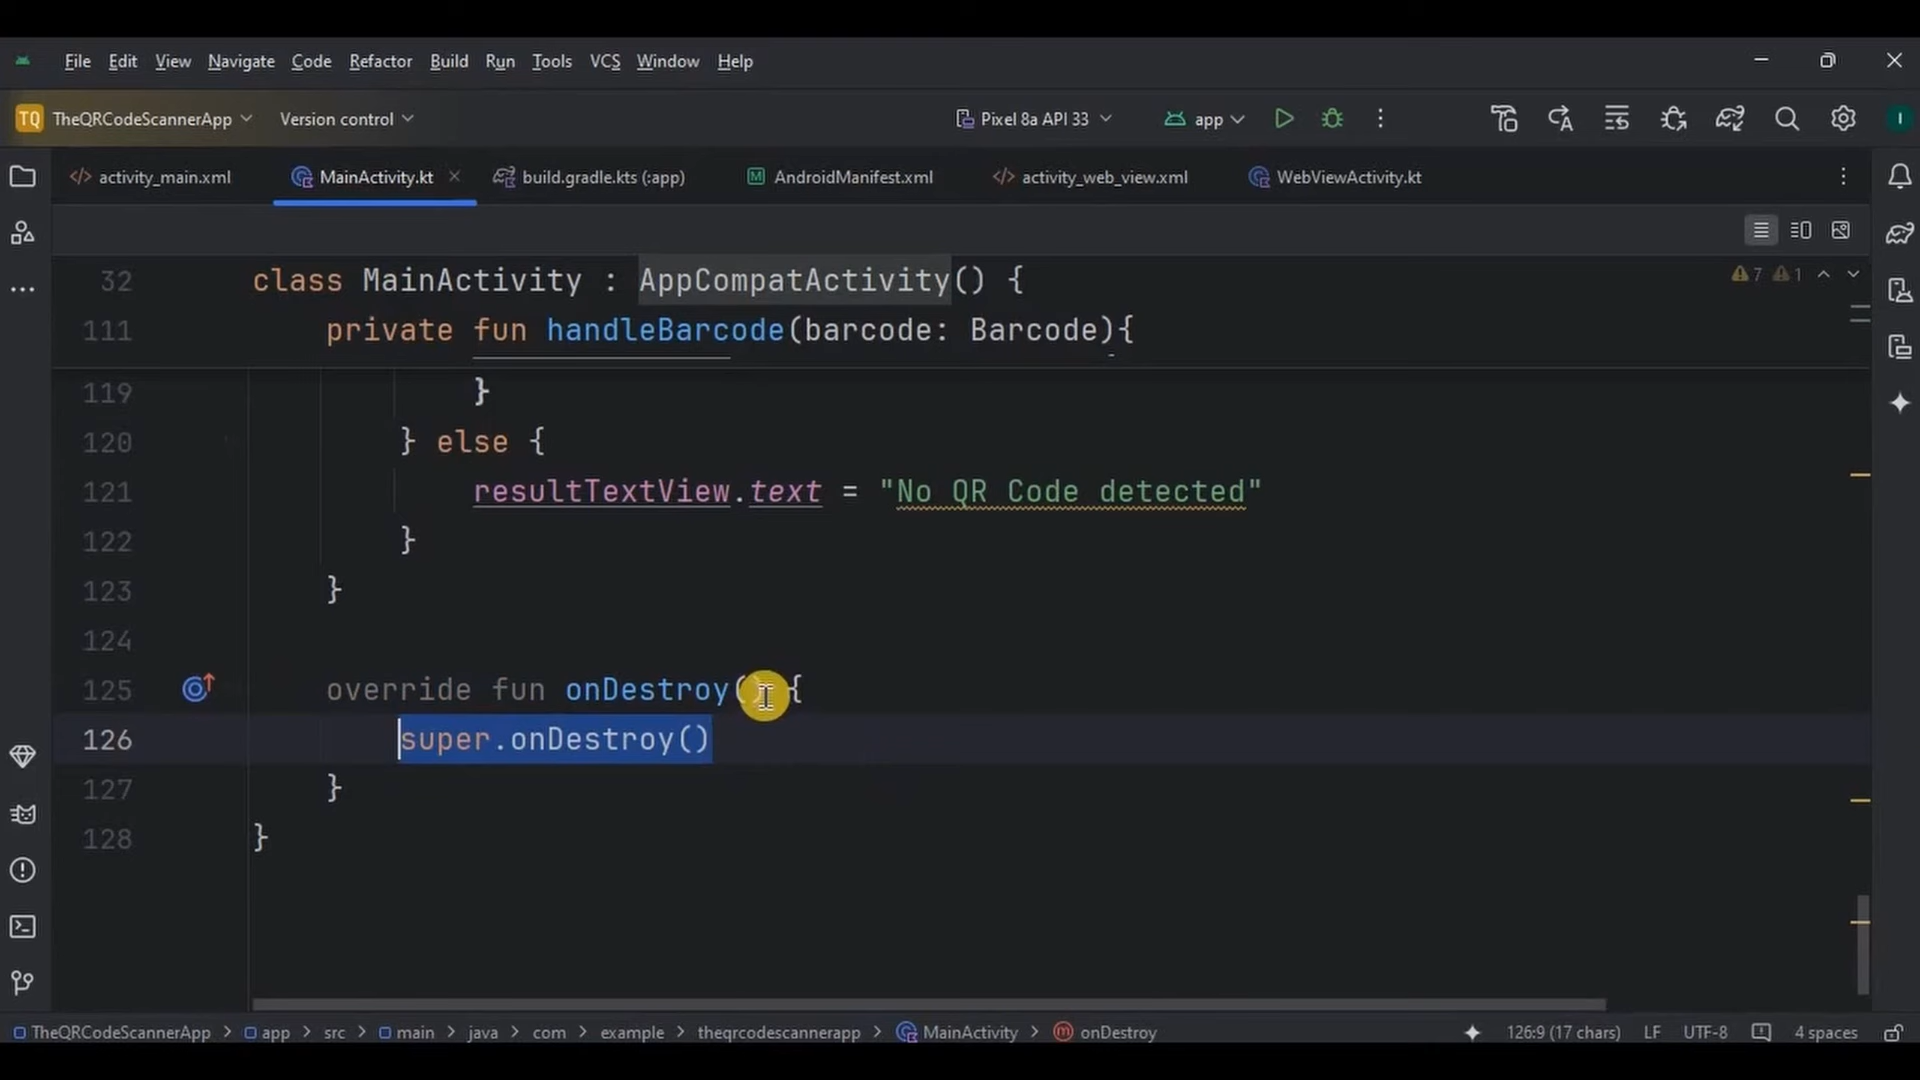 File Edit View Navigate Code Refactor Build Run Tools VCS Window Help
TQ TheQRCodeScannerApp Version control Pixel 8a API 33 app I
activity_main.xml MainActivity.kt build.gradle.kts (:app) AndroidManifest.xml activity_web_view.xml WebViewActivity.kt
32 class MainActivity : AppCompatActivity() { 7 1
111 private fun handleBarcode(barcode: Barcode){
119 }
120 } else {
121 resultTextView.text = "No QR Code detected"
122 }
123 }
124
125 override fun onDestroy() {
126 super.onDestroy()
127 }
128 }
TheQRCodeScannerApp > app > src > main > java > com > example > theqrcodescannerapp > MainActivity > onDestroy 126:9 (17 chars) LF UTF-8 4 spaces